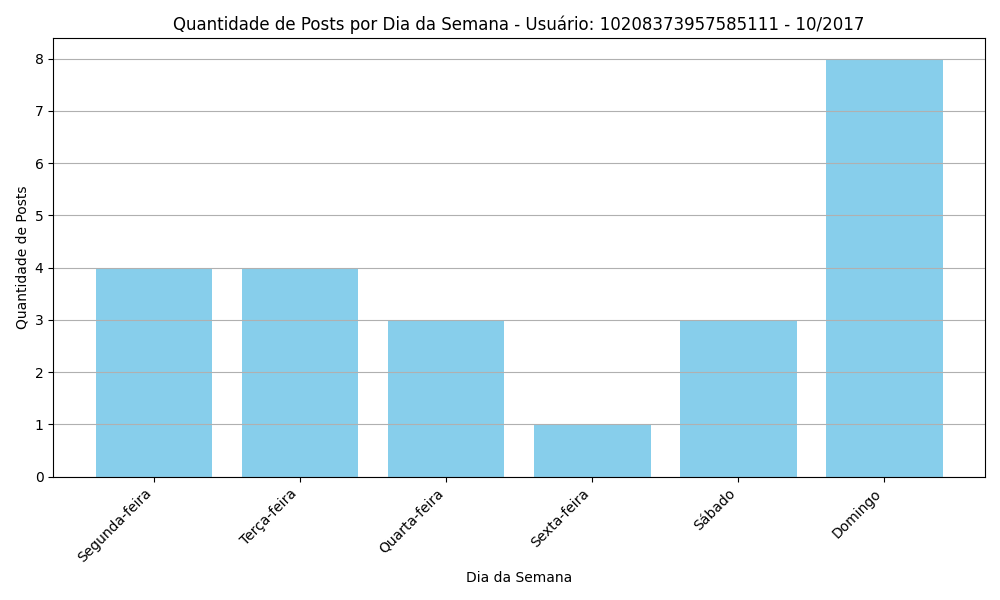 Quantidade de Posts por Dia da Semana - Usuário: 10208373957585111 - 10/2017
Quantidade de Posts
8
7
6
5
4
3
2
1
0
Segunda-feira
Terça-feira
Quarta-feira
Sexta-feira
Sábado
Domingo
Dia da Semana